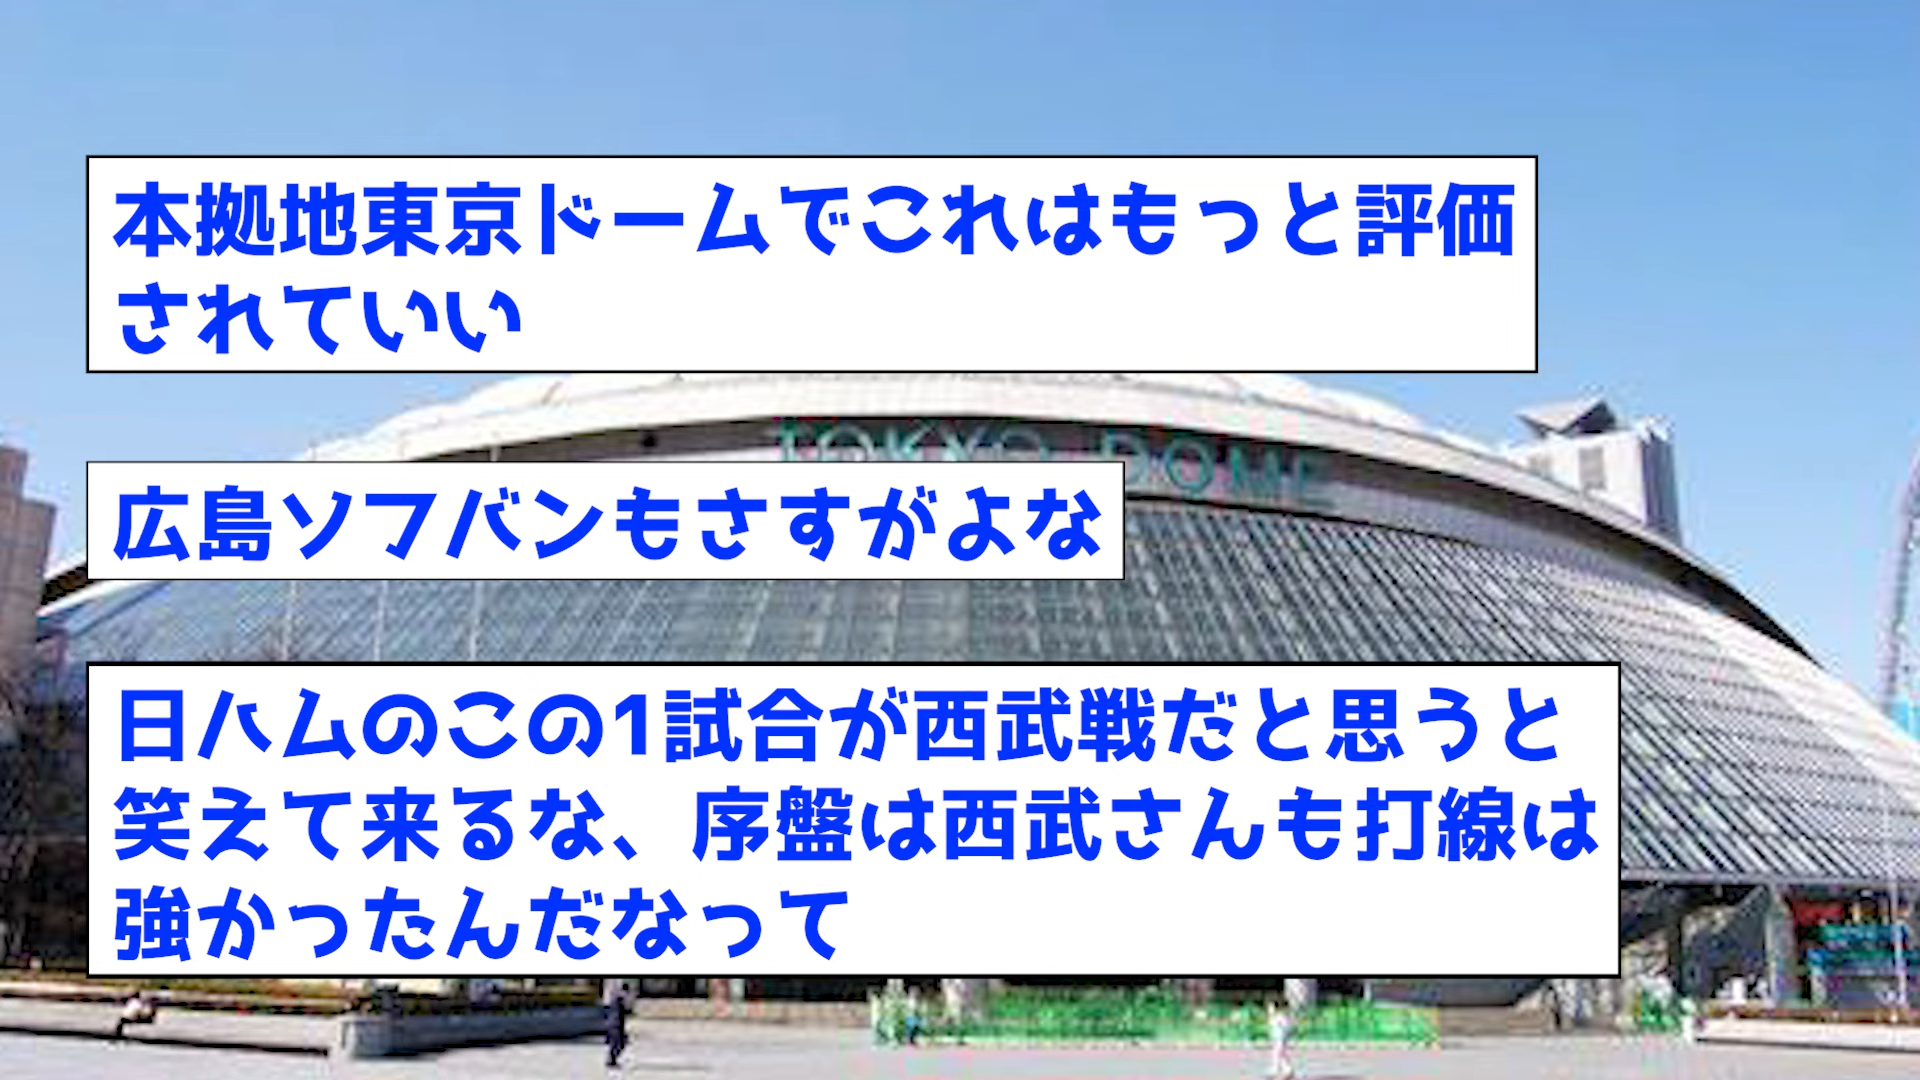 本拠地東京ドームでこれはもっと評価
されていい
TOKYO DOME
広島ソフバンもさすがよな
日ハムのこの1試合が西武戦だと思うと
笑えて来るな、序盤は西武さんも打線は
強かったんだなって